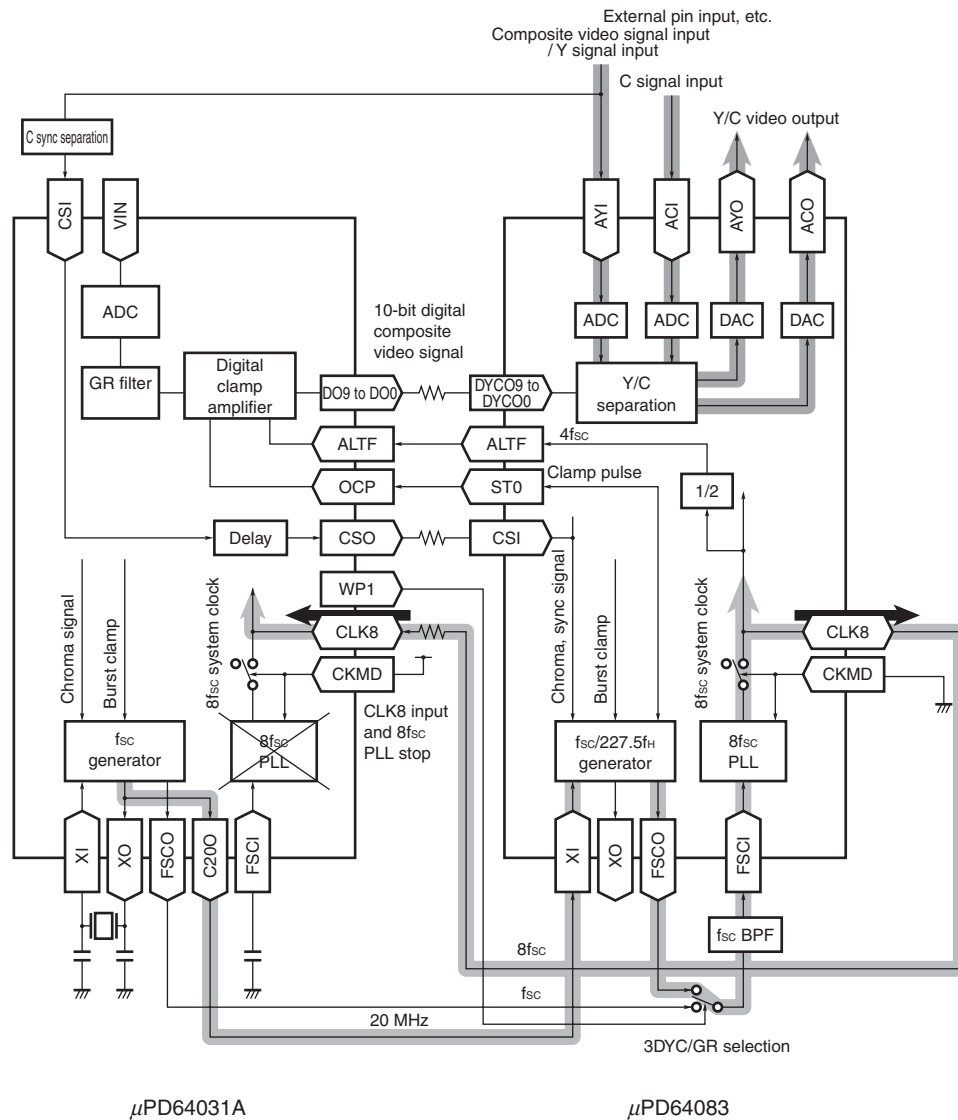 External pin input, etc.
Composite video signal input
/ Y signal input
C signal input
Y/C video output
C sync separation
CSI
VIN
AYI
ACI
AYO
ACO
ADC
10-bit digital
composite
video signal
ADC
ADC
DAC
DAC
GR filter
Digital
clamp
amplifier
DO9 to DO0
DYCO9 to
DYCO0
Y/C
separation
ALTF
ALTF
4fsc
OCP
ST0
Clamp pulse
1/2
Delay
CSO
CSI
WP1
Chroma signal
Burst clamp
8fsc system clock
CLK8
CKMD
CLK8 input
and 8fsc
PLL stop
Chroma, sync signal
Burst clamp
8fsc system clock
CLK8
CKMD
fsc
generator
8fsc
PLL
fsc/227.5fH
generator
8fsc
PLL
XI
XO
FSCO
C20O
FSCI
XI
XO
FSCO
FSCI
fsc BPF
8fsc
fsc
20 MHz
3DYC/GR selection
μPD64031A
μPD64083